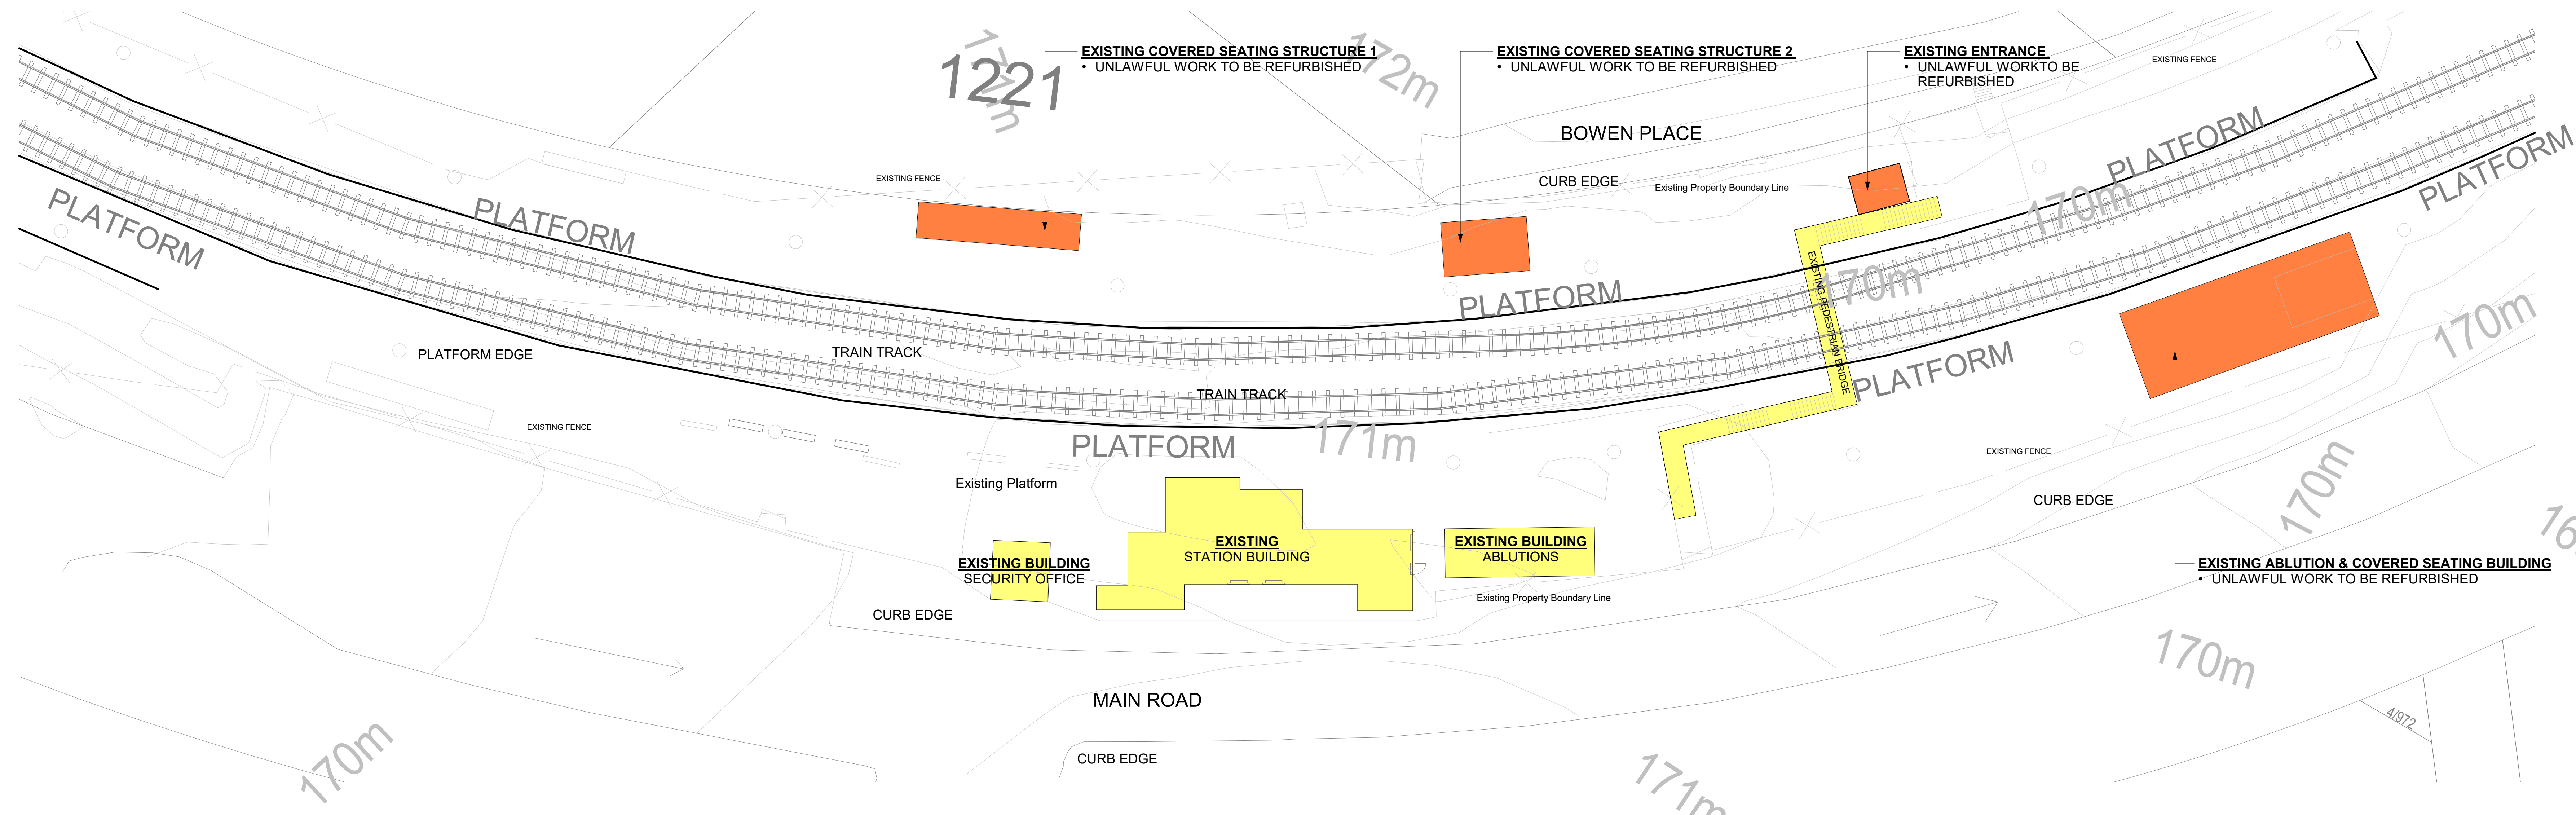 EXISTING COVERED SEATING STRUCTURE 1
• UNLAWFUL WORK TO BE REFURBISHED
EXISTING COVERED SEATING STRUCTURE 2
• UNLAWFUL WORK TO BE REFURBISHED
EXISTING ENTRANCE
• UNLAWFUL WORKTO BE
REFURBISHED
EXISTING FENCE
171m
1221
172m
BOWEN PLACE
PLATFORM
PLATFORM
EXISTING FENCE
CURB EDGE
Existing Property Boundary Line
PLATFORM
PLATFORM
170m
170m
EXISTING PEDESTRIAN BRIDGE
PLATFORM
170m
PLATFORM EDGE
TRAIN TRACK
TRAIN TRACK
PLATFORM
EXISTING FENCE
PLATFORM
171m
EXISTING FENCE
170m
Existing Platform
CURB EDGE
EXISTING
STATION BUILDING
EXISTING BUILDING
ABLUTIONS
EXISTING BUILDING
SECURITY OFFICE
EXISTING ABLUTION & COVERED SEATING BUILDING
• UNLAWFUL WORK TO BE REFURBISHED
Existing Property Boundary Line
CURB EDGE
170m
MAIN ROAD
4/972
CURB EDGE
170m
171m